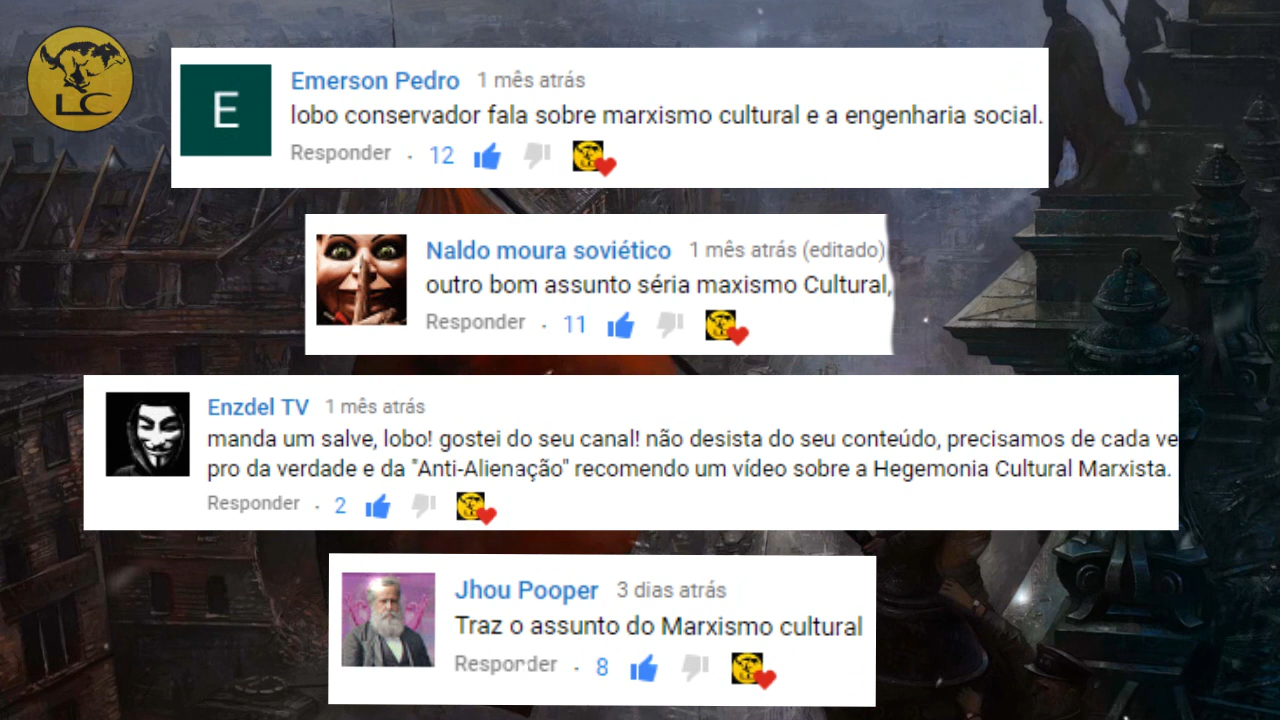 LC
Emerson Pedro 1 mês atrás
E
lobo conservador fala sobre marxismo cultural e a engenharia social.
Responder · 12
Naldo moura soviético 1 mês atrás (editado)
outro bom assunto séria maxismo Cultural,
Responder · 11
Enzdel TV 1 mês atrás
manda um salve, lobo! gostei do seu canal! não desista do seu conteúdo, precisamos de cada ve
pro da verdade e da "Anti-Alienação" recomendo um vídeo sobre a Hegemonia Cultural Marxista.
Responder · 2
Jhou Pooper 3 dias atrás
Traz o assunto do Marxismo cultural
Responder · 8